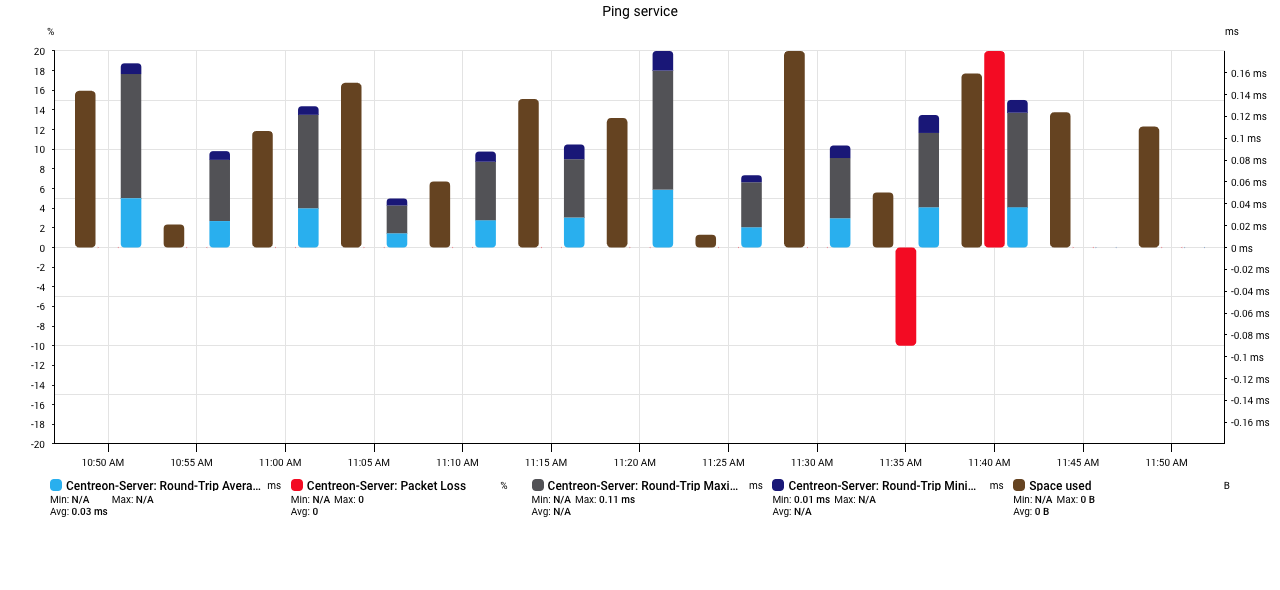 Ping service
% ms
20
18 0.16 ms
16 0.14 ms
14 0.12 ms
12 0.1 ms
10 0.08 ms
8 0.06 ms
6 0.04 ms
4 0.02 ms
2 0 ms
0 -0.02 ms
-2 -0.04 ms
-4 -0.06 ms
-6 -0.08 ms
-8 -0.1 ms
-10 -0.12 ms
-12 -0.14 ms
-14 -0.16 ms
-16
-18
-20
10:50 AM 10:55 AM 11:00 AM 11:05 AM 11:10 AM 11:15 AM 11:20 AM 11:25 AM 11:30 AM 11:35 AM 11:40 AM 11:45 AM 11:50 AM
Centreon-Server: Round-Trip Avera... ms Centreon-Server: Packet Loss % Centreon-Server: Round-Trip Maxi... ms Centreon-Server: Round-Trip Mini... ms Space used B
Min: N/A Max: N/A Min: N/A Max: 0 Min: N/A Max: 0.11 ms Min: 0.01 ms Max: N/A Min: N/A Max: 0 B
Avg: 0.03 ms Avg: 0 Avg: N/A Avg: N/A Avg: 0 B